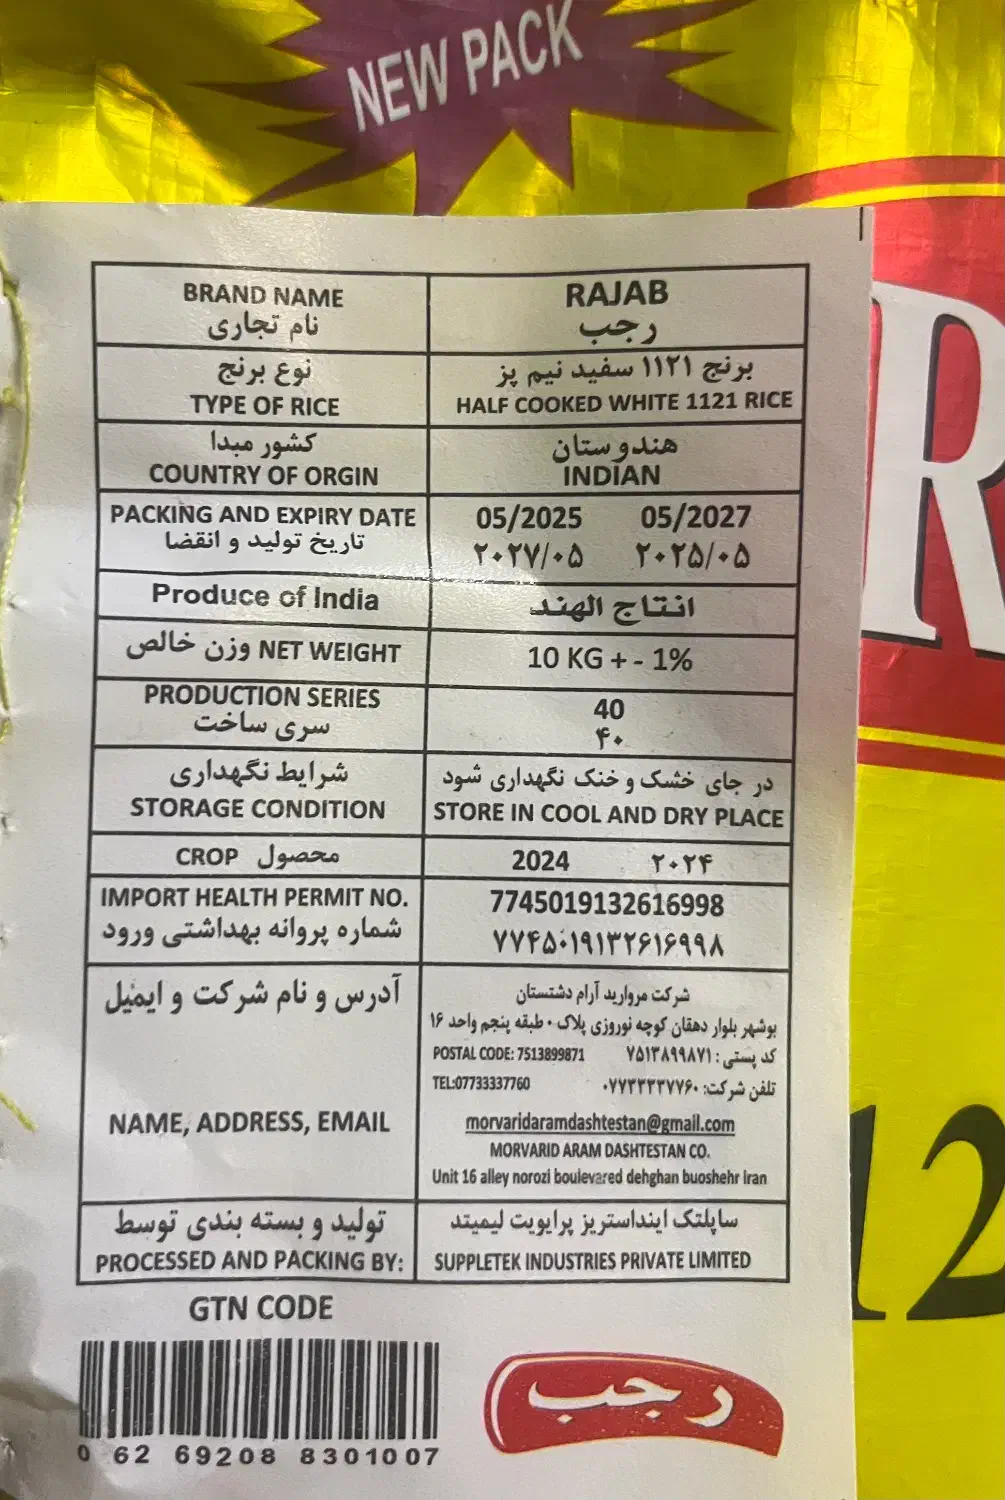 NEW PACK
BRAND NAME
نام تجاری
RAJAB
رجب
نوع برنج
TYPE OF RICE
برنج ۱۱۲۱ سفید نیم پز
HALF COOKED WHITE 1121 RICE
کشور مبدا
COUNTRY OF ORGIN
هندوستان
INDIAN
PACKING AND EXPIRY DATE
تاریخ تولید و انقضا
05/2025 05/2027
۲۰۲۷/۰۵ ۲۰۲۵/۰۵
Produce of India
انتاج الهند
وزن خالص NET WEIGHT
10 KG + - 1%
PRODUCTION SERIES
سری ساخت
40
۴۰
شرایط نگهداری
STORAGE CONDITION
در جای خشک و خنک نگهداری شود
STORE IN COOL AND DRY PLACE
CROP محصول
2024 ۲۰۲۴
IMPORT HEALTH PERMIT NO.
شماره پروانه بهداشتی ورود
7745019132616998
۷۷۴۵۰۱۹۱۳۲۶۱۶۹۹۸
آدرس و نام شرکت و ایمیل
NAME, ADDRESS, EMAIL
شرکت مروارید آرام دشتستان
بوشهر بلوار دهقان کوچه نوروزی پلاک ۰ طبقه پنجم واحد ۱۶
POSTAL CODE: 7513899871 کد پستی : ۷۵۱۳۸۹۹۸۷۱
TEL:07733337760 تلفن شرکت: ۰۷۷۳۳۳۳۷۷۶۰
morvaridaramdashtestan@gmail.com
MORVARID ARAM DASHTESTAN CO.
Unit 16 alley norozi boulevared dehghan buoshehr iran
تولید و بسته بندی توسط
PROCESSED AND PACKING BY:
ساپلتک اینداستریز پرایویت لیمیتد
SUPPLETEK INDUSTRIES PRIVATE LIMITED
GTN CODE
0 62 69208 8301007
رجب
R
12